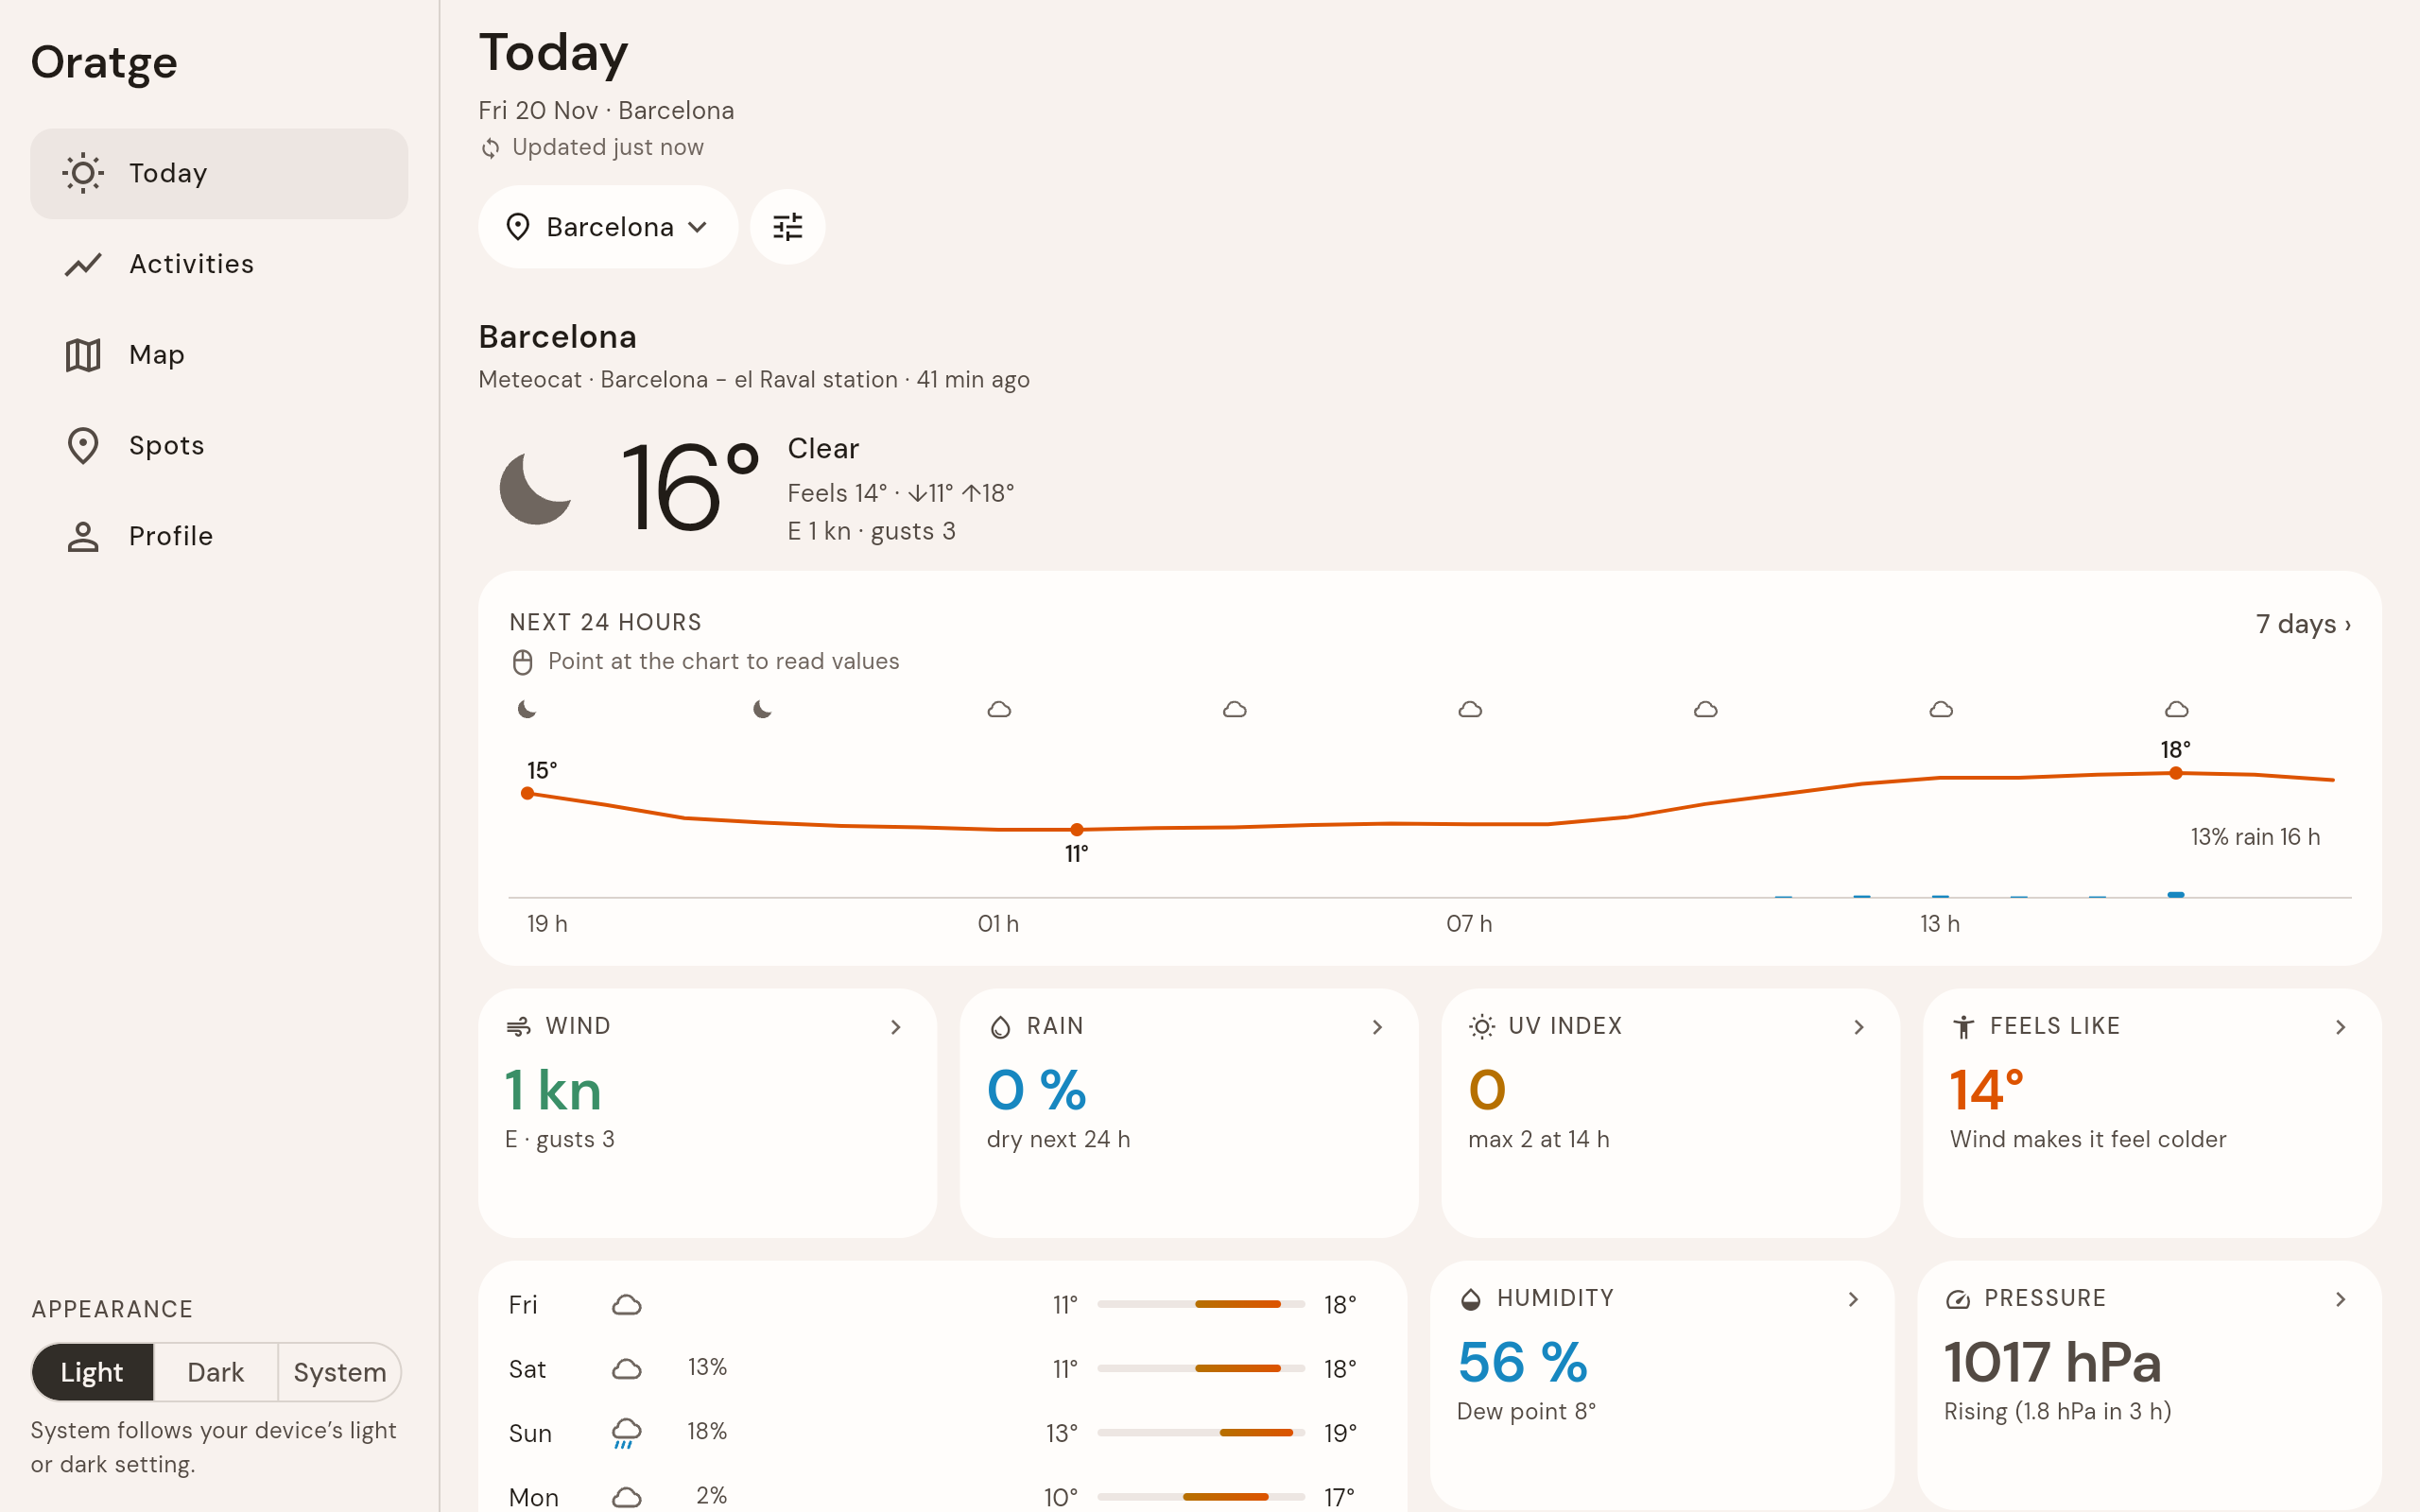 Oratge
Today
Activities
Map
Spots
Profile
APPEARANCE
Light
Dark
System
System follows your device’s light
or dark setting.
Today
Fri 20 Nov · Barcelona
Updated just now
Barcelona
Barcelona
Meteocat · Barcelona – el Raval station · 41 min ago
16°
Clear
Feels 14° · ↓11° ↑18°
E 1 kn · gusts 3
NEXT 24 HOURS
7 days ›
Point at the chart to read values
15°
11°
18°
13% rain 16 h
19 h
01 h
07 h
13 h
WIND
1 kn
E · gusts 3
RAIN
0 %
dry next 24 h
UV INDEX
0
max 2 at 14 h
FEELS LIKE
14°
Wind makes it feel colder
Fri 11° 18°
Sat 13% 11° 18°
Sun 18% 13° 19°
Mon 2% 10° 17°
HUMIDITY
56 %
Dew point 8°
PRESSURE
1017 hPa
Rising (1.8 hPa in 3 h)